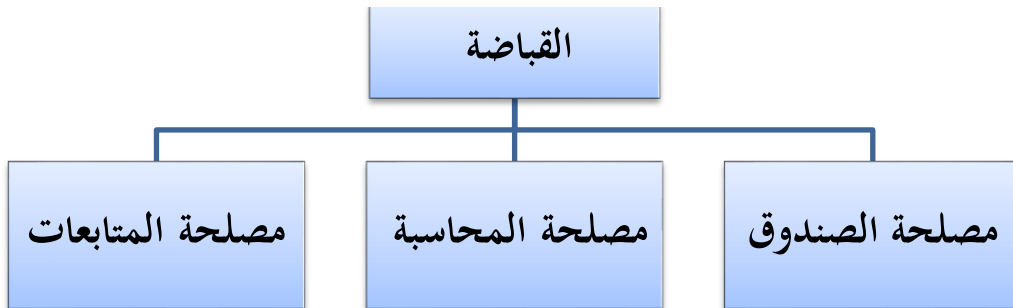 القباضة
مصلحة الصندوق
مصلحة المحاسبة
مصلحة المتابعات